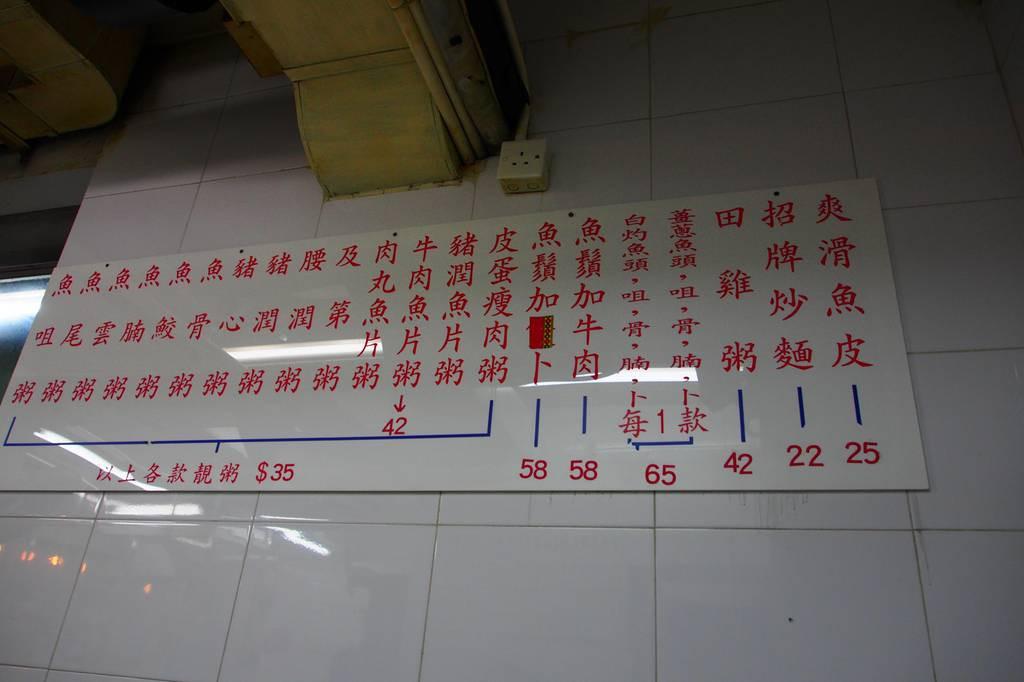 爽滑魚皮
25
招牌炒麵
22
田雞粥
42
薑蔥魚頭，咀，骨，腩，卜
白灼魚頭，咀，骨，腩，卜
每1款
65
魚鬚加牛肉
58
魚鬚加卜
58
皮蛋瘦肉粥
豬潤魚片粥
牛肉魚片粥
42
肉丸魚片粥
及第粥
腰潤粥
豬潤粥
豬心粥
魚骨粥
魚鮫粥
魚腩粥
魚雲粥
魚尾粥
魚咀粥
以上各款靚粥 $35